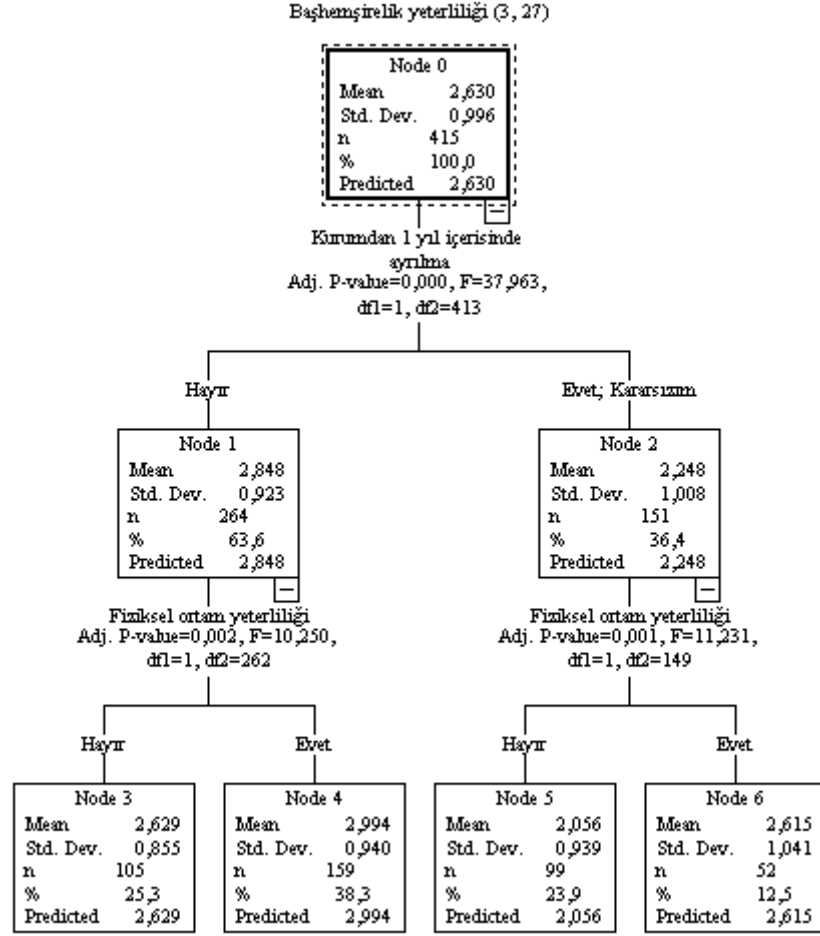 Başhemşirelik yeterliliği (3, 27)
Node 0
Mean 2,630
Std. Dev. 0,996
n 415
% 100,0
Predicted 2,630
Kurumdan 1 yıl içerisinde
ayrılma
Adj. P-value=0,000, F=37,963,
df1=1, df2=413
Hayır
Evet; Kararsızım
Node 1
Mean 2,848
Std. Dev. 0,923
n 264
% 63,6
Predicted 2,848
Node 2
Mean 2,248
Std. Dev. 1,008
n 151
% 36,4
Predicted 2,248
Fiziksel ortam yeterliliği
Adj. P-value=0,002, F=10,250,
df1=1, df2=262
Fiziksel ortam yeterliliği
Adj. P-value=0,001, F=11,231,
df1=1, df2=149
Hayır
Evet
Hayır
Evet
Node 3
Mean 2,629
Std. Dev. 0,855
n 105
% 25,3
Predicted 2,629
Node 4
Mean 2,994
Std. Dev. 0,940
n 159
% 38,3
Predicted 2,994
Node 5
Mean 2,056
Std. Dev. 0,939
n 99
% 23,9
Predicted 2,056
Node 6
Mean 2,615
Std. Dev. 1,041
n 52
% 12,5
Predicted 2,615